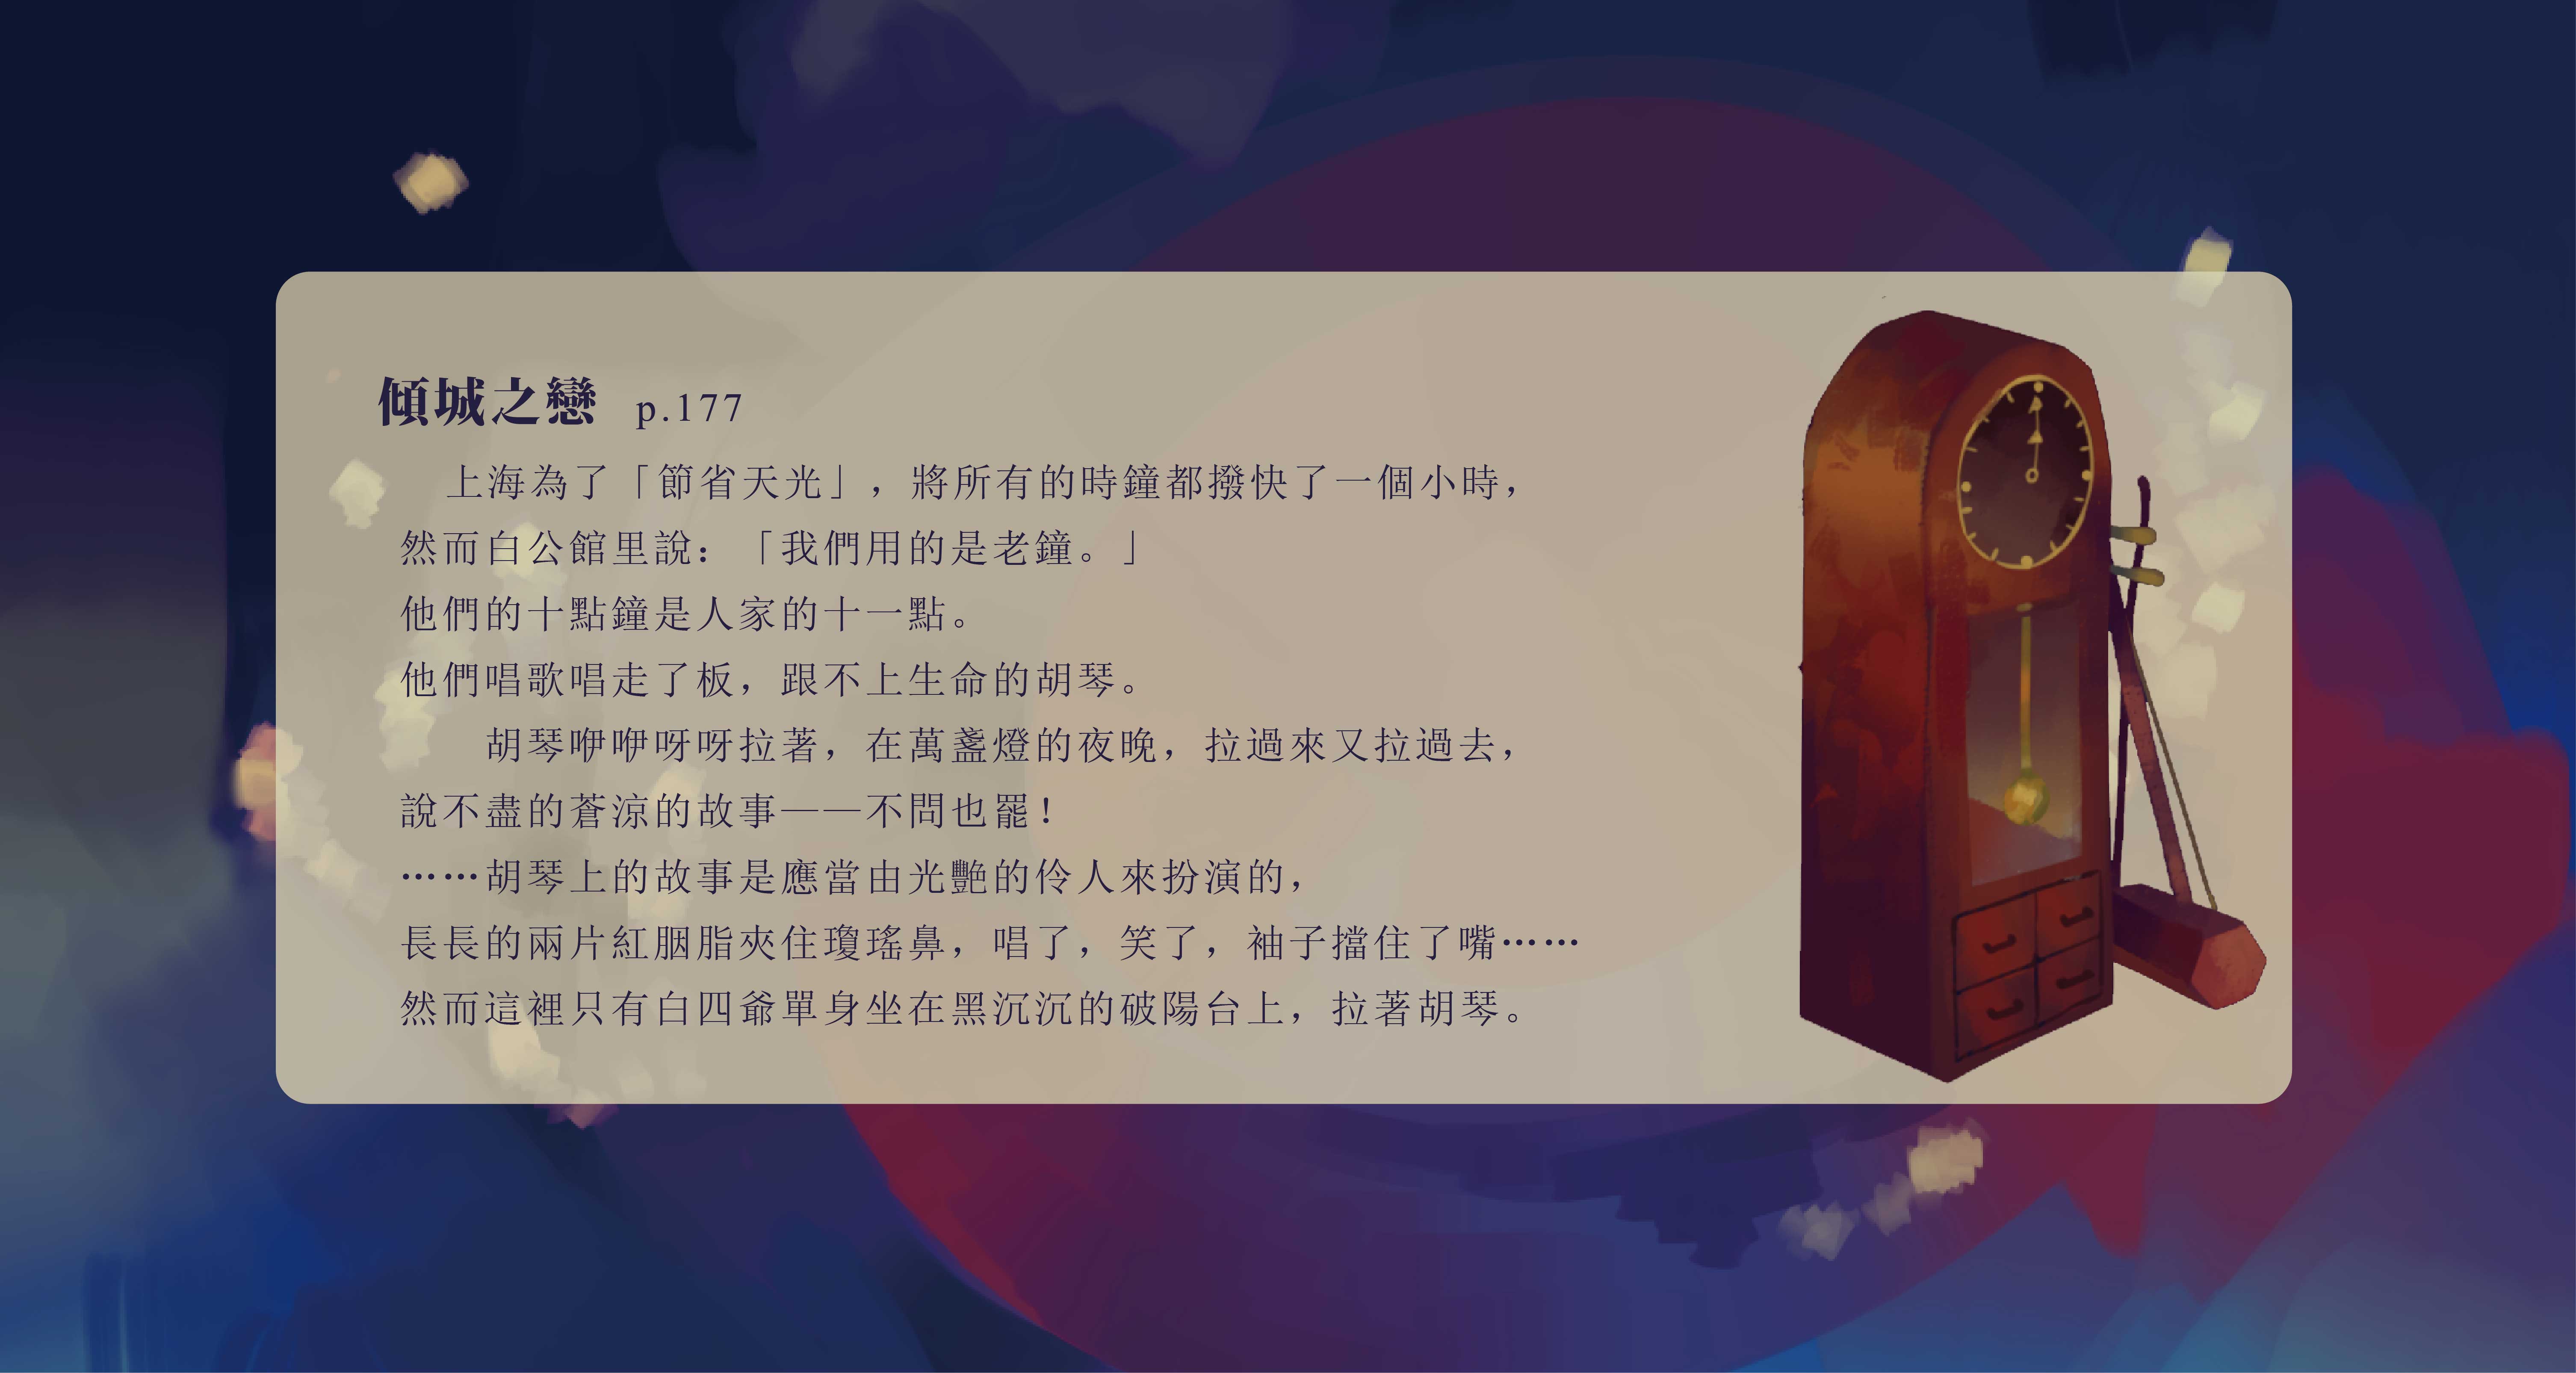 傾城之戀 p.177
上海為了「節省天光」，將所有的時鐘都撥快了一個小時，
然而白公館里說：「我們用的是老鐘。」
他們的十點鐘是人家的十一點。
他們唱歌唱走了板，跟不上生命的胡琴。
胡琴咿咿呀呀拉著，在萬盞燈的夜晚，拉過來又拉過去，
說不盡的蒼涼的故事——不問也罷！
……胡琴上的故事是應當由光艷的伶人來扮演的，
長長的兩片紅胭脂夾住瓊瑤鼻，唱了，笑了，袖子擋住了嘴……
然而這裡只有白四爺單身坐在黑沉沉的破陽台上，拉著胡琴。